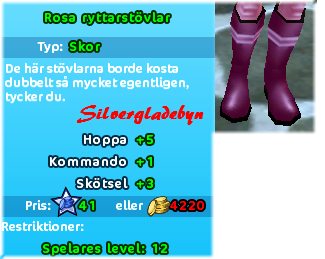 Rosa ryttarstövlar
Typ: Skor
De här stövlarna borde kosta
dubbelt så mycket egentligen,
tycker du.
Silvergladebyn
Hoppa +5
Kommando +1
Skötsel +3
Pris: 41 eller 4220
Restriktioner:
Spelares level: 12